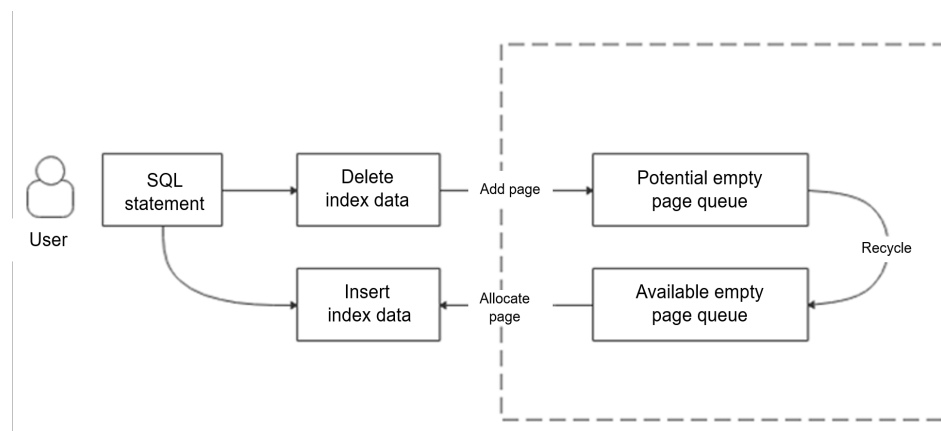 User
SQL
statement
Delete
index data
Add page
Potential empty
page queue
Recycle
Insert
index data
Allocate
page
Available empty
page queue